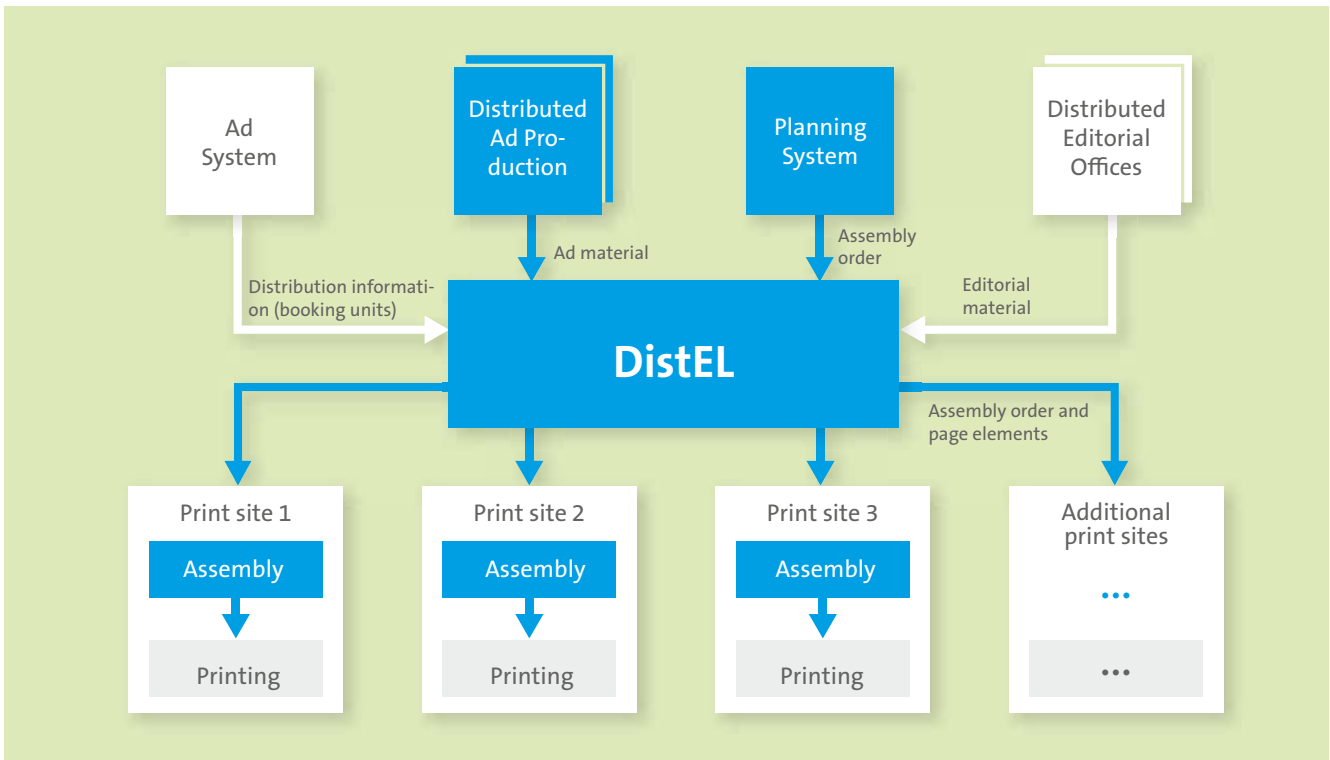 Ad
System
Distributed
Ad Pro-
duction
Planning
System
Distributed
Editorial
Offices
Ad material
Assembly
order
Distribution informati-
on (booking units)
Editorial
material
DistEL
Assembly order and
page elements
Print site 1
Assembly
Printing
Print site 2
Assembly
Printing
Print site 3
Assembly
Printing
Additional
print sites
...
...